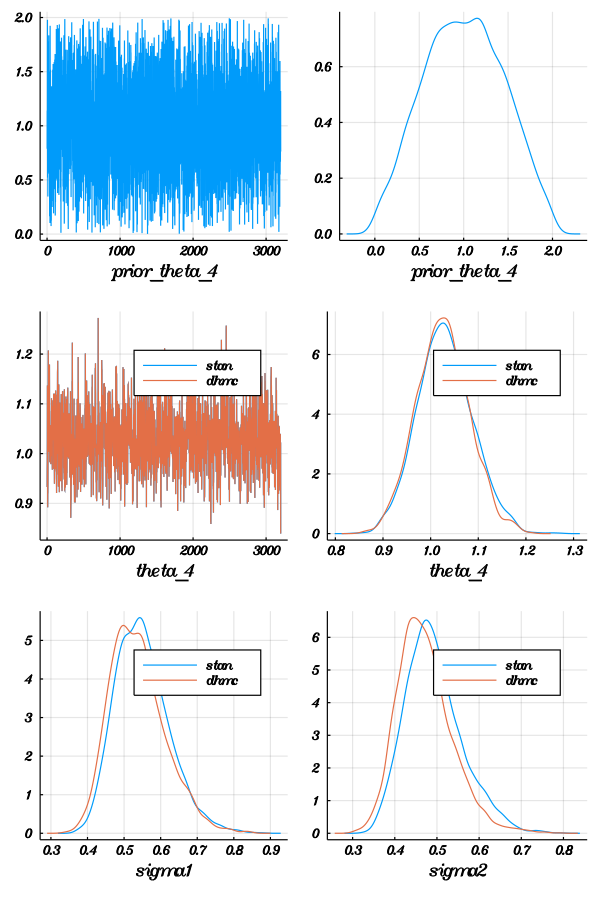 2.0
1.5
1.0
0.5
0.0
0 1000 2000 3000
prior_theta_4
0.6
0.4
0.2
0.0
0.0 0.5 1.0 1.5 2.0
prior_theta_4
1.2
1.1
1.0
0.9
stan
dhmc
0 1000 2000 3000
theta_4
6
4
2
0
stan
dhmc
0.8 0.9 1.0 1.1 1.2 1.3
theta_4
5
4
3
2
1
0
stan
dhmc
0.3 0.4 0.5 0.6 0.7 0.8 0.9
sigma1
6
5
4
3
2
1
0
stan
dhmc
0.3 0.4 0.5 0.6 0.7 0.8
sigma2